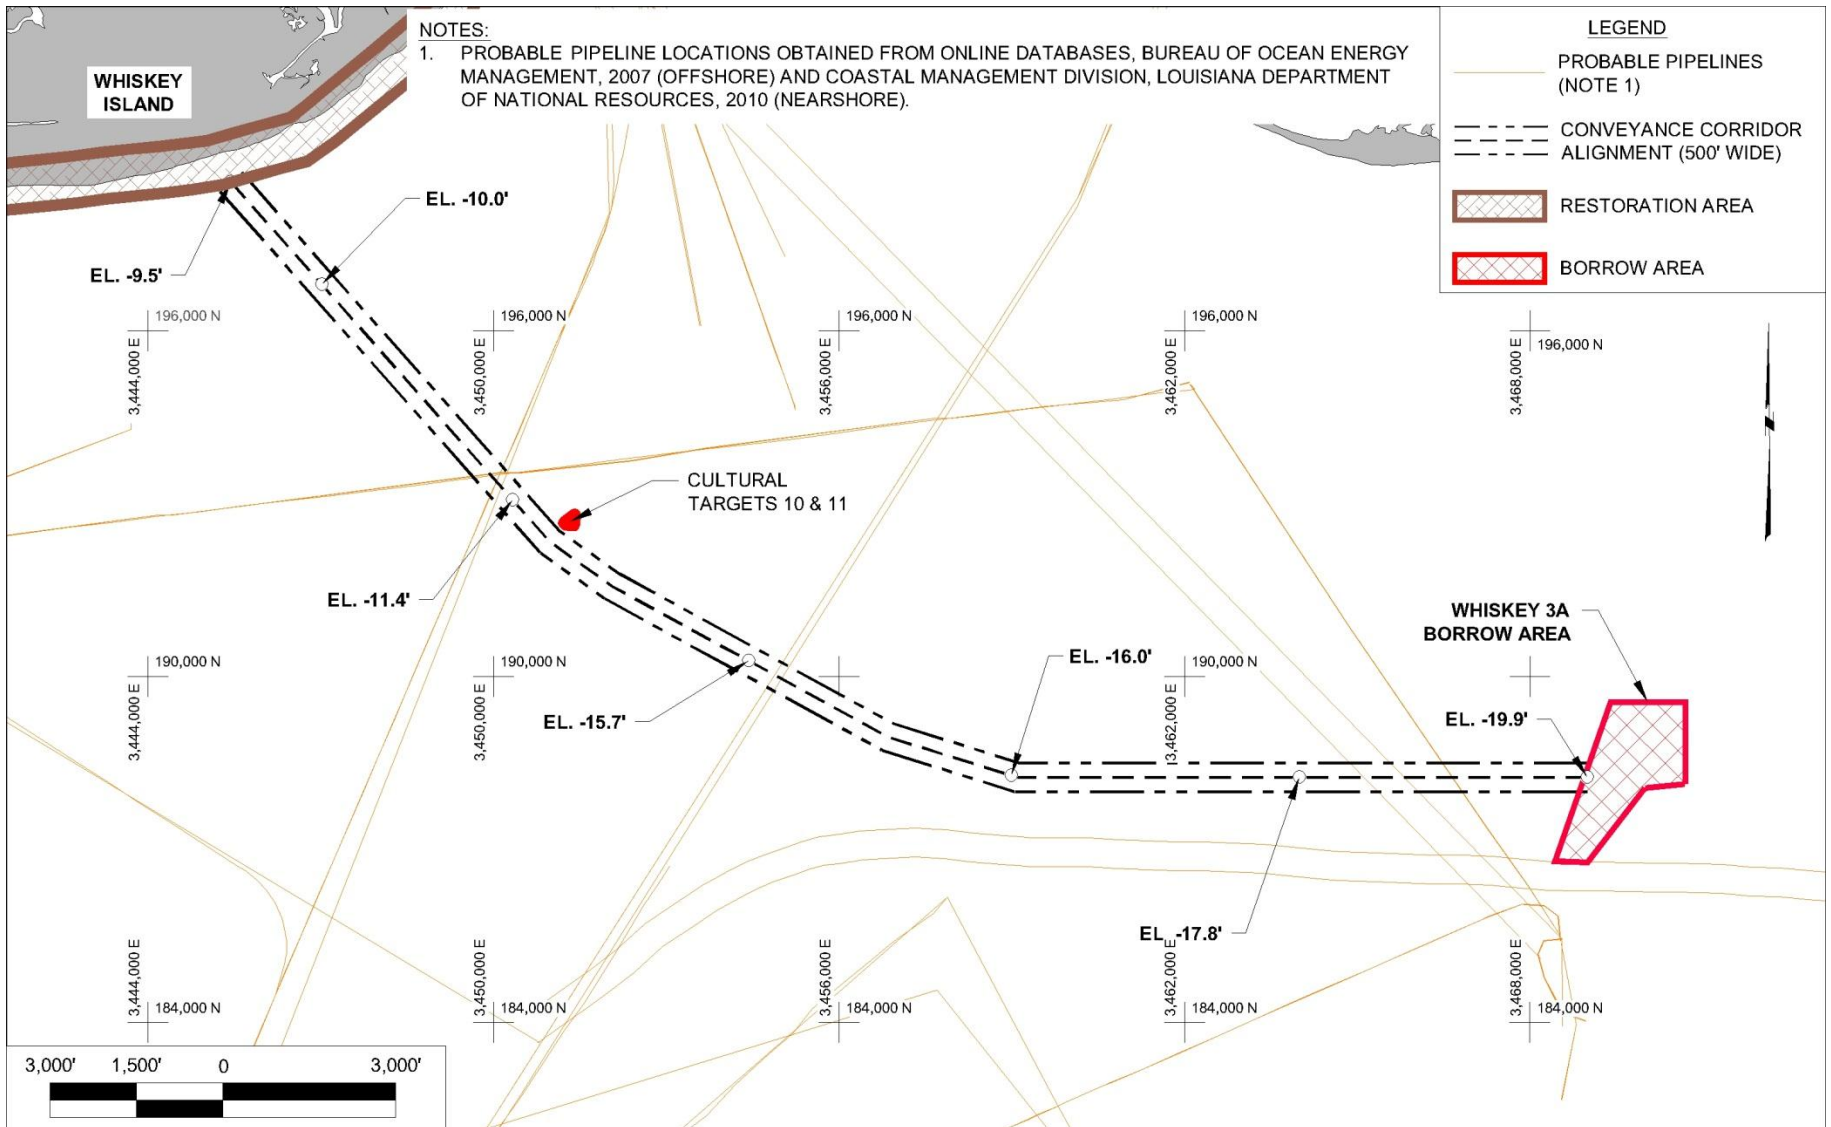 NOTES:
1. PROBABLE PIPELINE LOCATIONS OBTAINED FROM ONLINE DATABASES, BUREAU OF OCEAN ENERGY
MANAGEMENT, 2007 (OFFSHORE) AND COASTAL MANAGEMENT DIVISION, LOUISIANA DEPARTMENT
OF NATIONAL RESOURCES, 2010 (NEARSHORE).
LEGEND
PROBABLE PIPELINES
(NOTE 1)
CONVEYANCE CORRIDOR
ALIGNMENT (500' WIDE)
RESTORATION AREA
BORROW AREA
WHISKEY
ISLAND
EL. -10.0'
EL. -9.5'
196,000 N
196,000 N
196,000 N
196,000 N
196,000 N
3,444,000 E
3,450,000 E
3,456,000 E
3,462,000 E
3,468,000 E
CULTURAL
TARGETS 10 & 11
EL. -11.4'
WHISKEY 3A
BORROW AREA
EL. -16.0'
190,000 N
190,000 N
190,000 N
3,444,000 E
3,450,000 E
3,462,000 E
EL. -15.7'
EL. -19.9'
EL. -17.8'
3,444,000 E
3,450,000 E
3,456,000 E
3,462,000 E
3,468,000 E
184,000 N
184,000 N
184,000 N
184,000 N
184,000 N
3,000' 1,500' 0 3,000'